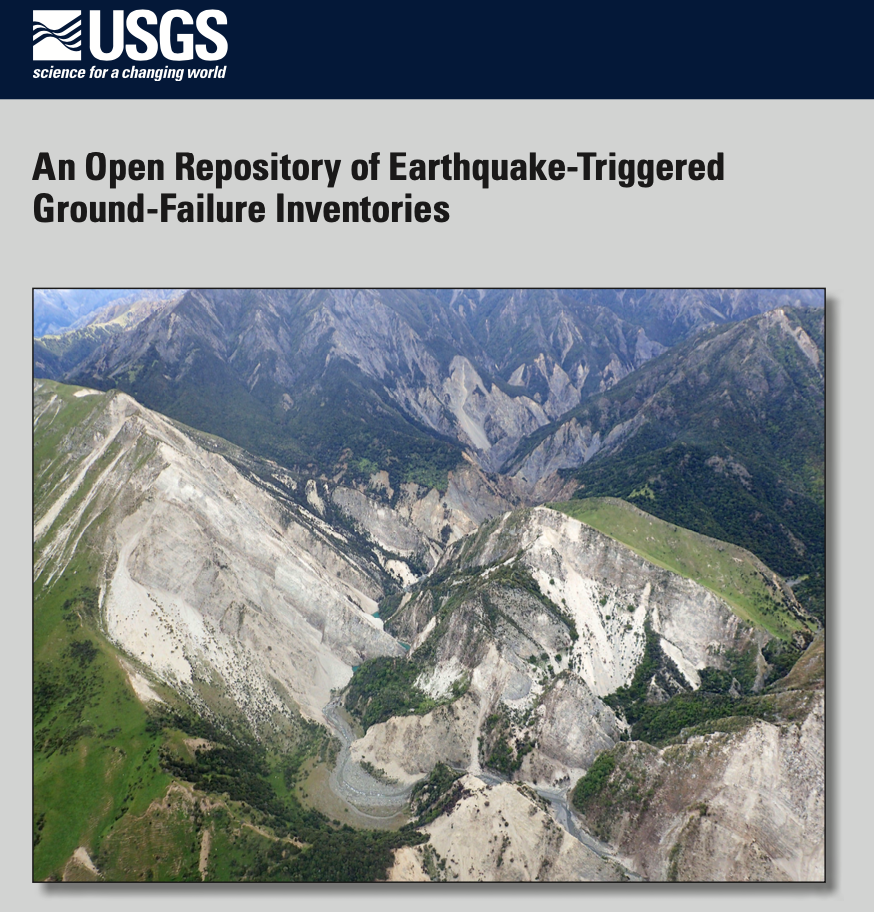 USGS
science for a changing world
An Open Repository of Earthquake-Triggered
Ground-Failure Inventories